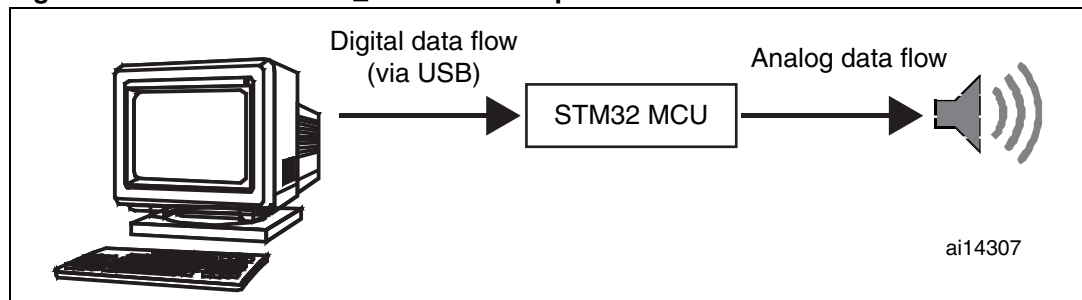 Digital data flow
(via USB)
Analog data flow
STM32 MCU
ai14307